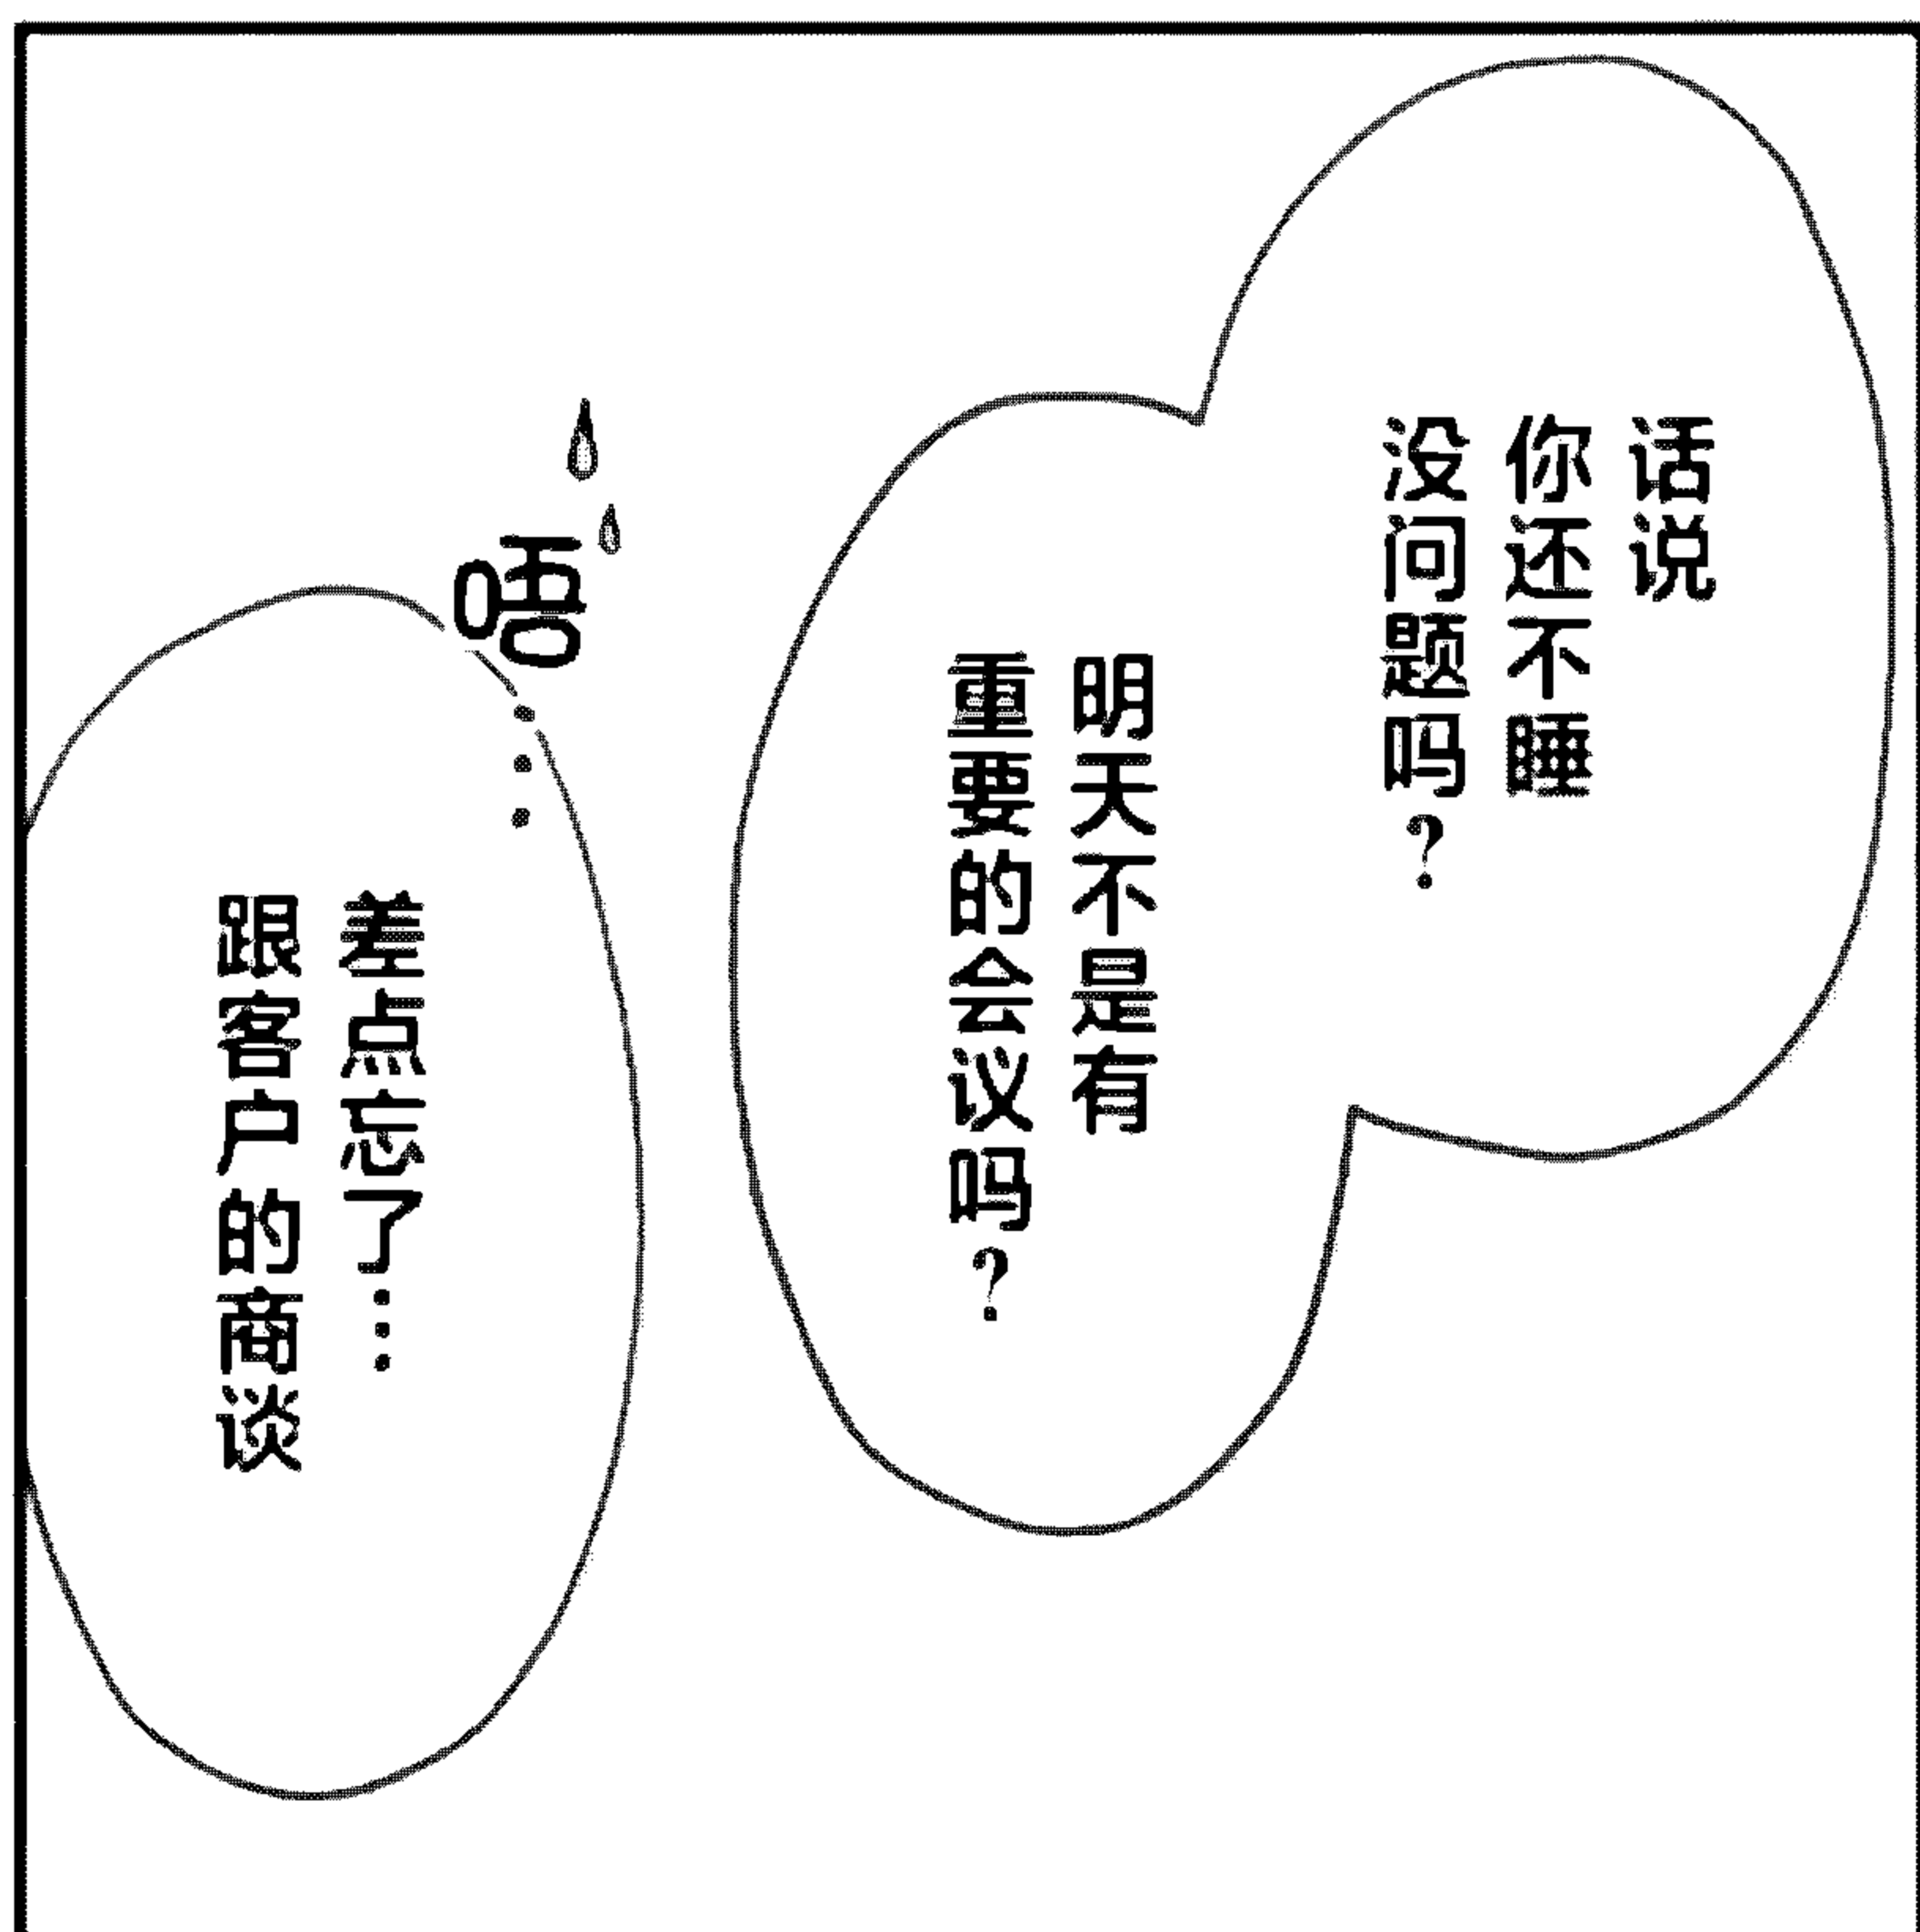 话说
你还不睡
没问题吗？
明天不是有
重要的会议吗？
唔…
差点忘了…
跟客户的商谈